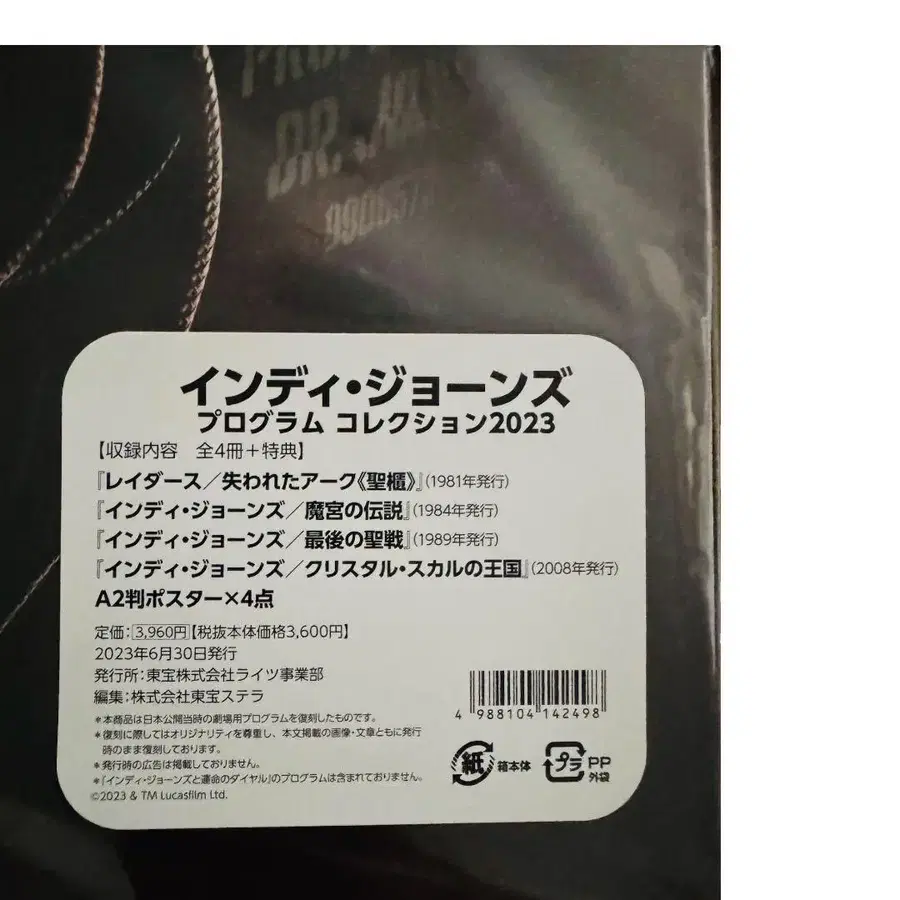 DR.
インディ・ジョーンズ
プログラム コレクション2023
【収録内容 全4冊+特典】
『レイダース/失われたアーク《聖櫃》』(1981年発行)
『インディ・ジョーンズ/魔宮の伝説』(1984年発行)
『インディ・ジョーンズ/最後の聖戦』(1989年発行)
『インディ・ジョーンズ/クリスタル・スカルの王国』(2008年発行)
A2判ポスター×4点
定価:3,960円【税抜本体価格3,600円】
2023年6月30日発行
発行所:東宝株式会社ライツ事業部
編集:株式会社東宝ステラ
*本商品は日本公開当時の劇場用プログラムを復刻したものです。
*復刻に際してはオリジナリティを尊重し、本文掲載の画像・文章ともに発行
時のまま復刻しております。
*発行時の広告は掲載しておりません。
*「インディ・ジョーンズと運命のダイヤル」のプログラムは含まれておりません。
©2023 & TM Lucasfilm Ltd.
4 988104 142498
紙 箱本体
プラ PP
外袋